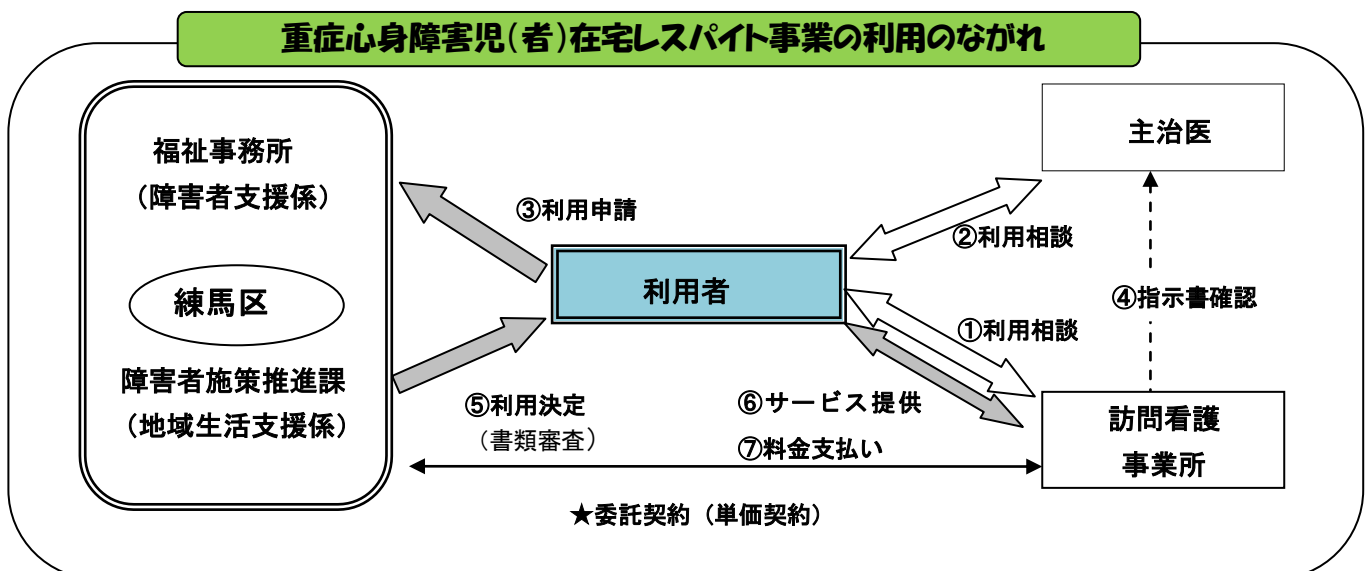 重症心身障害児(者)在宅レスパイト事業の利用のながれ
福祉事務所
(障害者支援係)
練馬区
障害者施策推進課
(地域生活支援係)
③利用申請
利用者
⑤利用決定
(書類審査)
主治医
②利用相談
④指示書確認
①利用相談
⑥サービス提供
⑦料金支払い
訪問看護
事業所
★委託契約(単価契約)